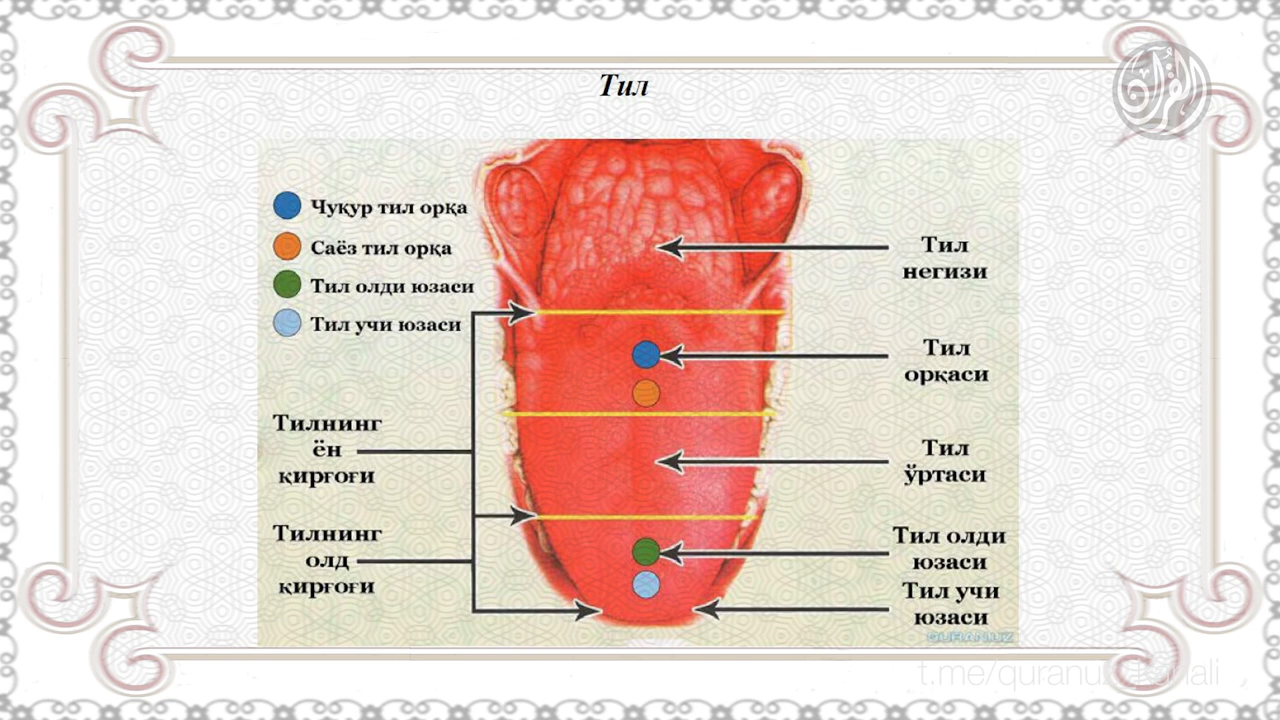 Тил
القرآن
Чуқур тил орқа
Саёз тил орқа
Тил олди юзаси
Тил учи юзаси
Тилнинг
ён
қирғоғи
Тилнинг
олд
қирғоғи
Тил
негизи
Тил
орқаси
Тил
ўртаси
Тил олди
юзаси
Тил учи
юзаси
QURAN.UZ